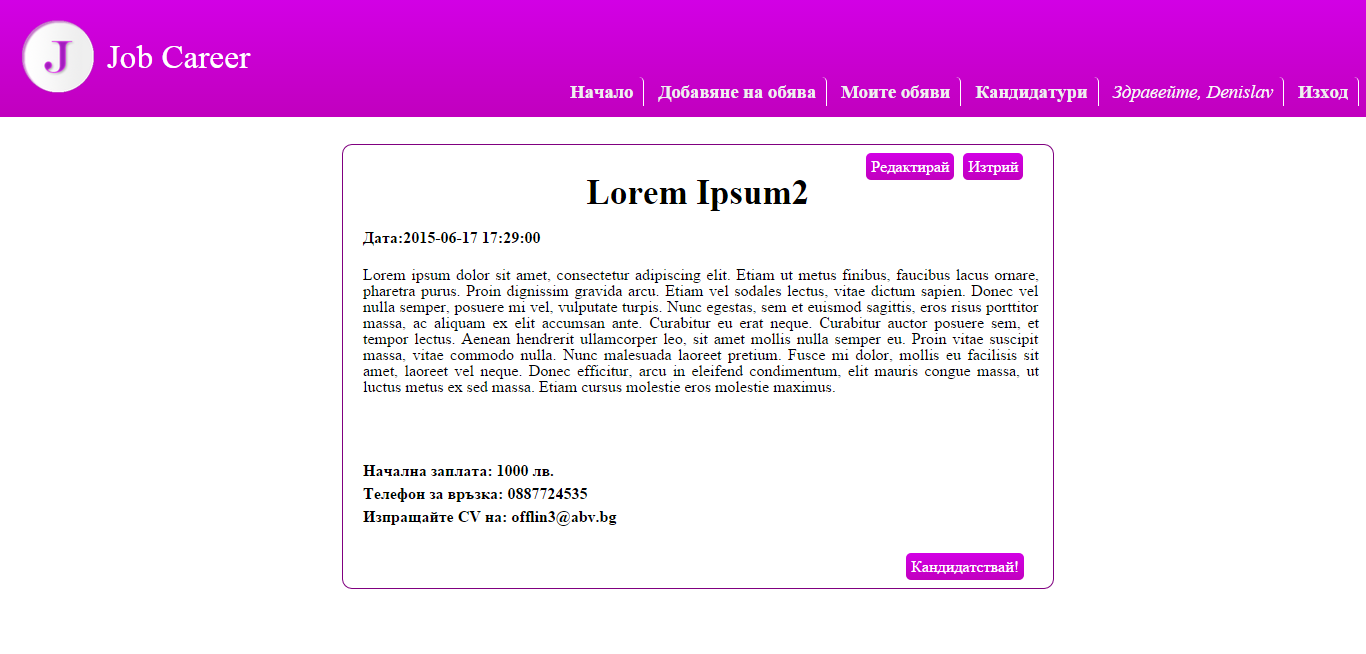 J
Job Career
Начало
Добавяне на обява
Моите обяви
Кандидатури
Здравейте, Denislav
Изход
Редактирай
Изтрий
Lorem Ipsum2
Дата:2015-06-17 17:29:00
Lorem ipsum dolor sit amet, consectetur adipiscing elit. Etiam ut metus finibus, faucibus lacus ornare,
pharetra purus. Proin dignissim gravida arcu. Etiam vel sodales lectus, vitae dictum sapien. Donec vel
nulla semper, posuere mi vel, vulputate turpis. Nunc egestas, sem et euismod sagittis, eros risus porttitor
massa, ac aliquam ex elit accumsan ante. Curabitur eu erat neque. Curabitur auctor posuere sem, et
tempor lectus. Aenean hendrerit ullamcorper leo, sit amet mollis nulla semper eu. Proin vitae suscipit
massa, vitae commodo nulla. Nunc malesuada laoreet pretium. Fusce mi dolor, mollis eu facilisis sit
amet, laoreet vel neque. Donec efficitur, arcu in eleifend condimentum, elit mauris congue massa, ut
luctus metus ex sed massa. Etiam cursus molestie eros molestie maximus.
Начална заплата: 1000 лв.
Телефон за връзка: 0887724535
Изпращайте CV на: offlin3@abv.bg
Кандидатствай!